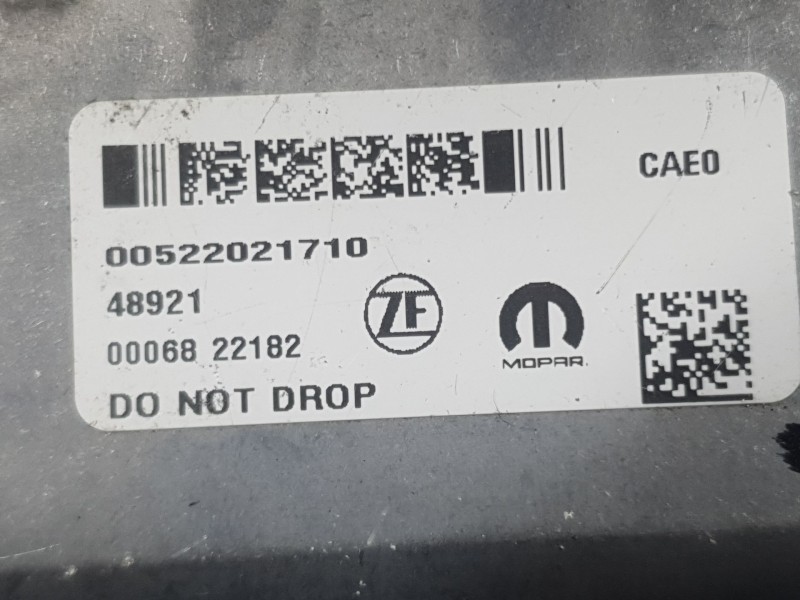 CAE0
00522021710
48921
00068 22182
ZF
MOPAR.
DO NOT DROP